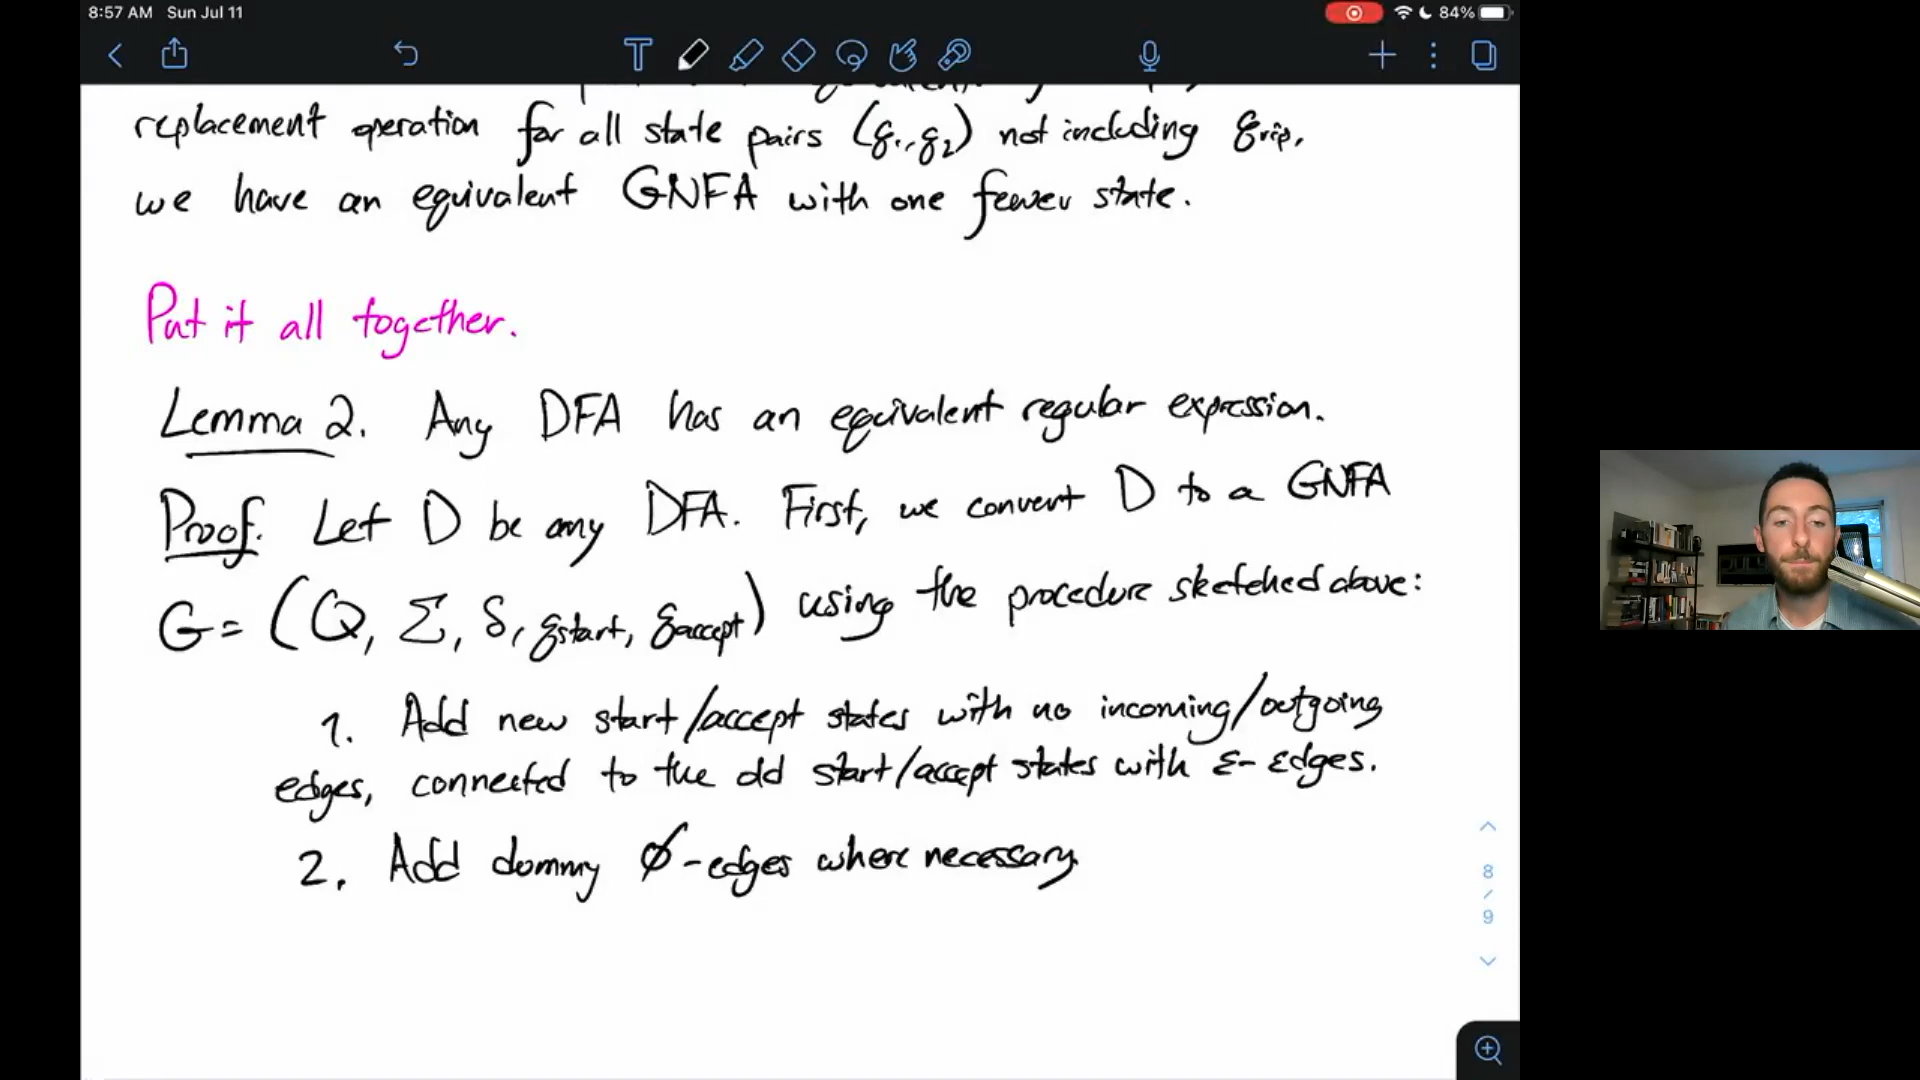 8:57 AM Sun Jul 11
84%
replacement operation for all state pairs (q₁, q₂) not including qrip,
we have an equivalent GNFA with one fewer state.
Put it all together.
Lemma 2. Any DFA has an equivalent regular expression.
Proof. Let D be any DFA. First, we convert D to a GNFA
G = (Q, Σ, δ, qstart, qaccept) using the procedure sketched above:
1. Add new start/accept states with no incoming/outgoing
edges, connected to the old start/accept states with ε-edges.
2. Add dummy ∅-edges where necessary
8
/
9